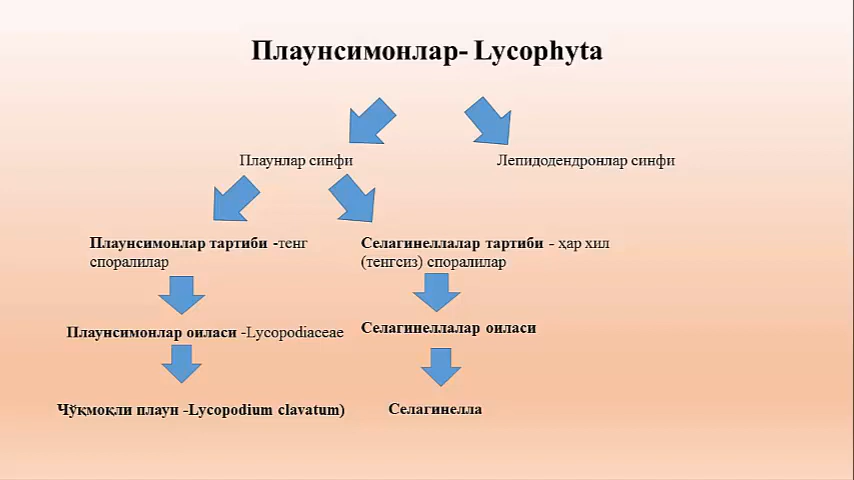 Плаунсимонлар- Lycophyta
Плаунлар синфи
Лепидодендронлар синфи
Плаунсимонлар тартиби -тенг
споралилар
Селагинеллалар тартиби - ҳар хил
(тенгсиз) споралилар
Плаунсимонлар оиласи -Lycopodiaceae
Селагинеллалар оиласи
Чўқмоқли плаун -Lycopodium clavatum)
Селагинелла